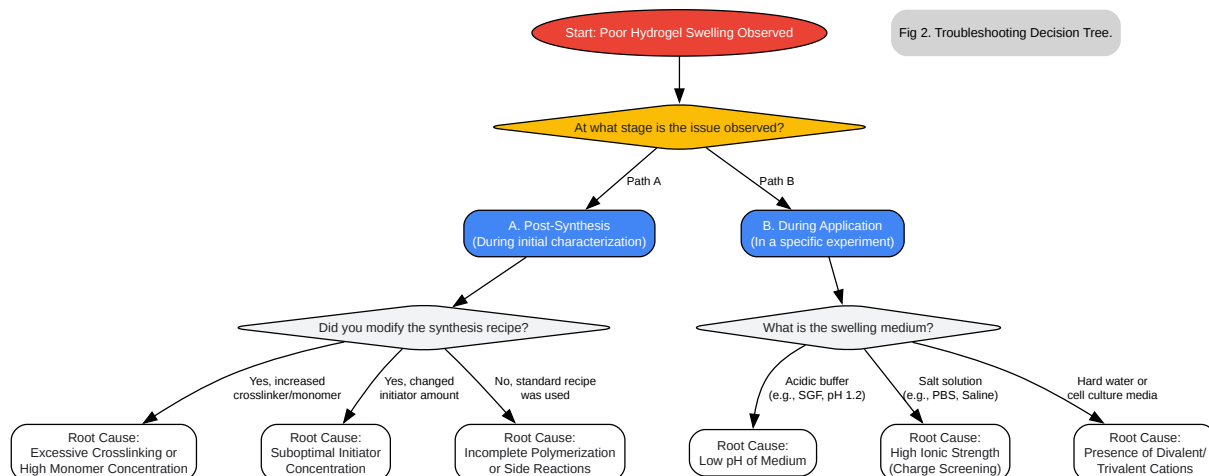 Start: Poor Hydrogel Swelling Observed
Fig 2. Troubleshooting Decision Tree.
At what stage is the issue observed?
Path A
Path B
A. Post-Synthesis
(During initial characterization)
B. During Application
(In a specific experiment)
Did you modify the synthesis recipe?
What is the swelling medium?
Yes, increased
crosslinker/monomer
Yes, changed
initiator amount
No, standard recipe
was used
Acidic buffer
(e.g., SGF, pH 1.2)
Salt solution
(e.g., PBS, Saline)
Hard water or
cell culture media
Root Cause:
Excessive Crosslinking or
High Monomer Concentration
Root Cause:
Suboptimal Initiator
Concentration
Root Cause:
Incomplete Polymerization
or Side Reactions
Root Cause:
Low pH of Medium
Root Cause:
High Ionic Strength
(Charge Screening)
Root Cause:
Presence of Divalent/
Trivalent Cations